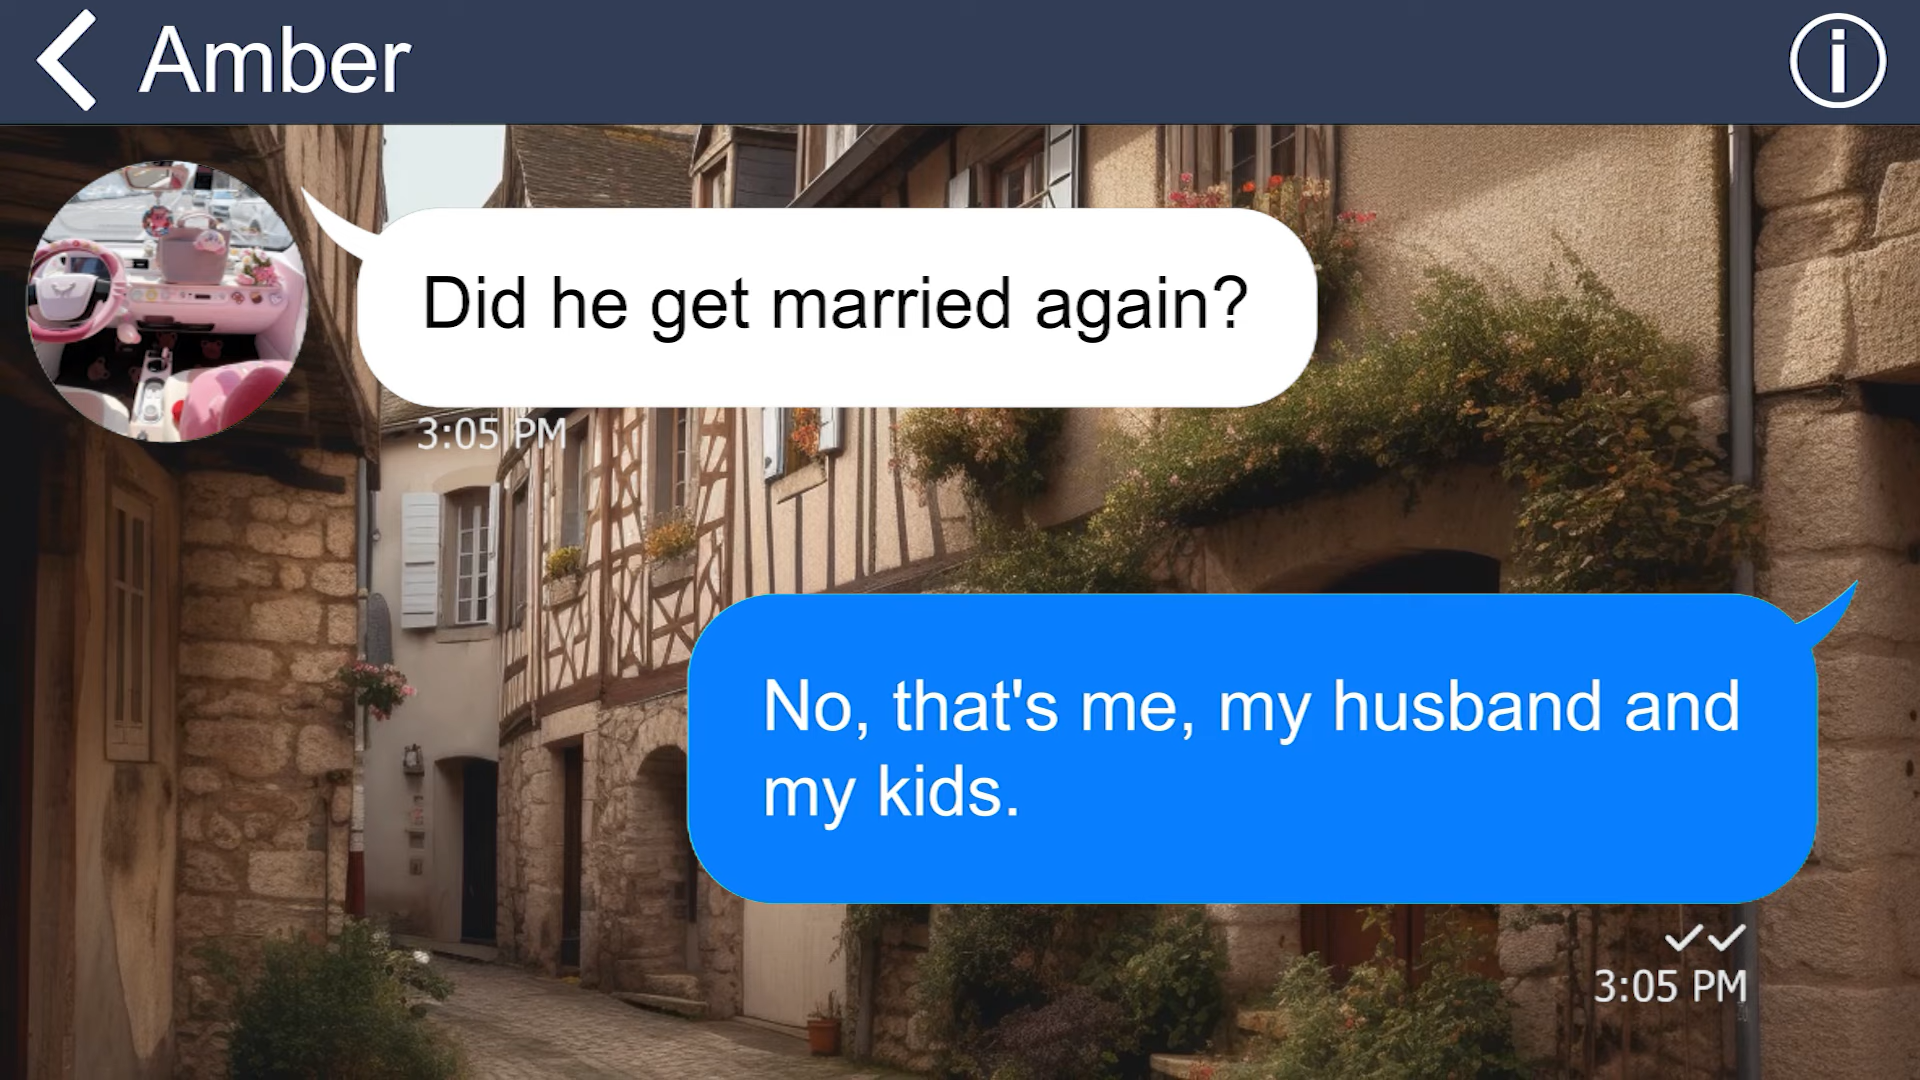 Amber
Did he get married again?
3:05 PM
No, that's me, my husband and
my kids.
3:05 PM